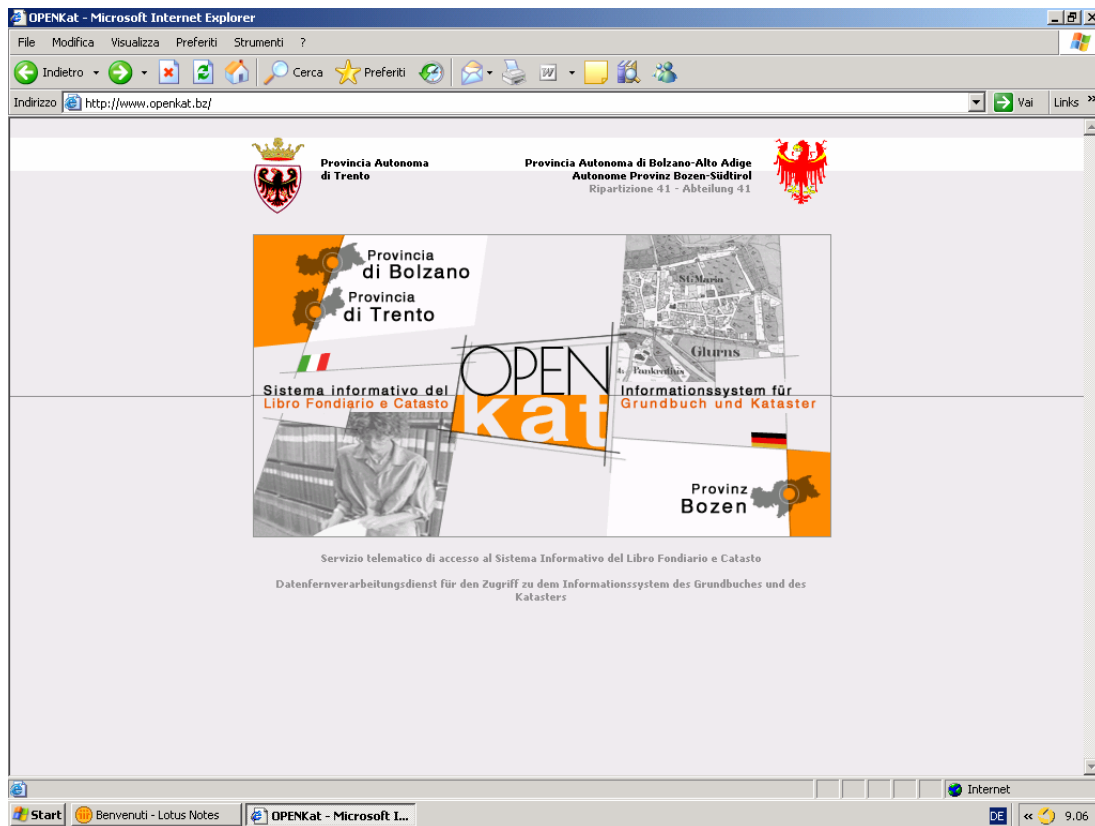 OPENKat - Microsoft Internet Explorer
File Modifica Visualizza Preferiti Strumenti ?
Indietro Cerca Preferiti
Indirizzo http://www.openkat.bz/ Vai Links »
Provincia Autonoma
di Trento
Provincia Autonoma di Bolzano-Alto Adige
Autonome Provinz Bozen-Südtirol
Ripartizione 41 - Abteilung 41
Provincia
di Bolzano
Provincia
di Trento
St. Maria
Glurns
Sistema informativo del
Libro Fondiario e Catasto
OPEN
kat
Informationssystem für
Grundbuch und Kataster
Provinz
Bozen
Servizio telematico di accesso al Sistema Informativo del Libro Fondiario e Catasto
Datenfernverarbeitungsdienst für den Zugriff zu dem Informationssystem des Grundbuches und des
Katasters
Internet
Start Benvenuti - Lotus Notes OPENKat - Microsoft I... DE « 9.06